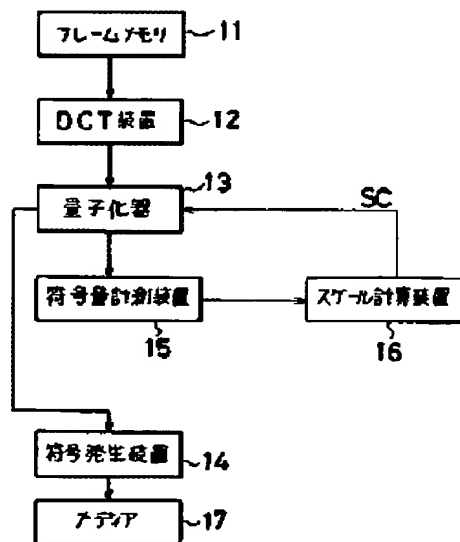 フレームメモリ 11
DCT装置 12
13
量子化器
SC
符号量計測装置
スケール計算装置
15
16
符号発生装置 14
メディア 17